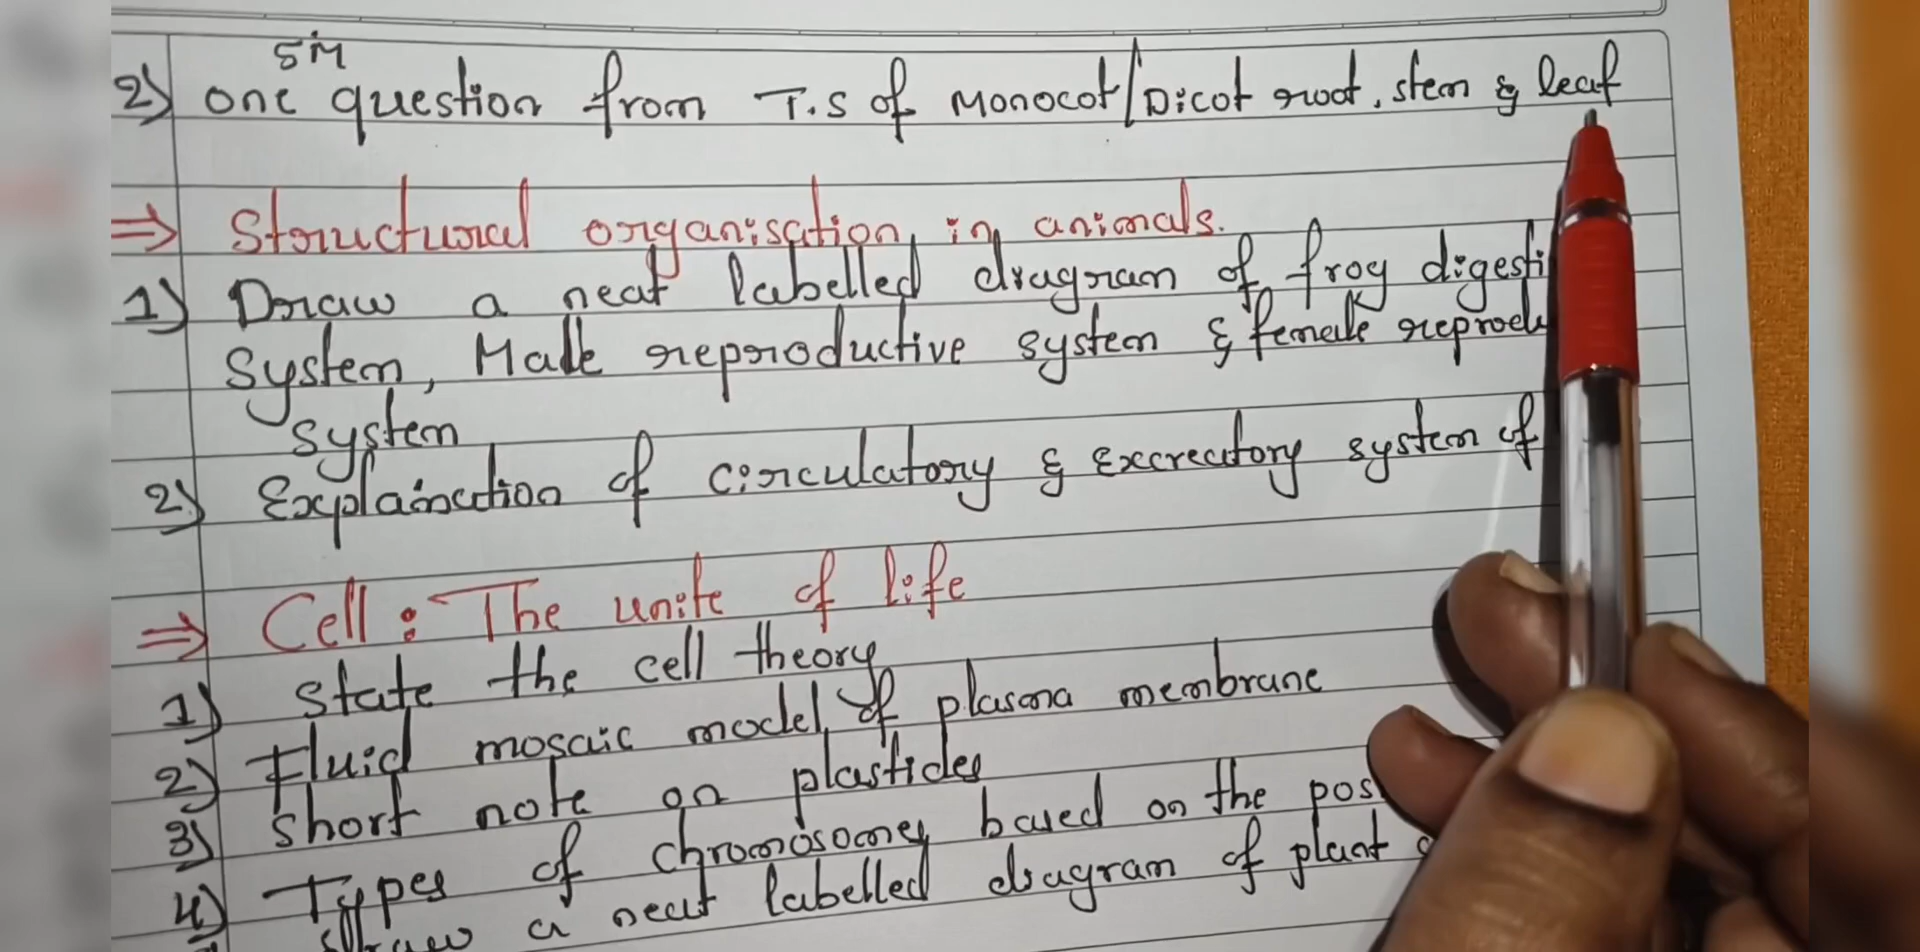 5M
2) one question from T.S of Monocot/Dicot root, stem & leaf
⇒ Structural organisation in animals.
1) Draw a neat labelled diagram of frog digesti
system, Male reproductive system & female reprodu
system
2) Explaination of circulatory & Excreatory system of
⇒ Cell : The unite of life
1) State the cell theory
2) Fluid mosaic model of plasma membrane
3) short note on plastides
4) Types of chromosomes based on the pos
Draw a neat labelled diagram of plant